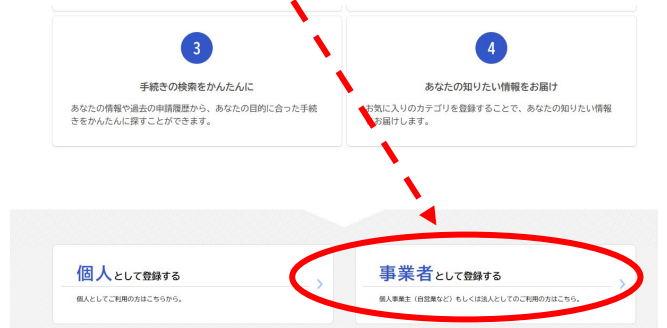 3
手続きの検索をかんたんに
あなたの情報や過去の申請履歴から、あなたの目的に合った手続
きをかんたんに探すことができます。
4
あなたの知りたい情報をお届け
お気に入りのカテゴリを登録することで、あなたの知りたい情報
お届けします。
個人として登録する
個人としてご利用の方はこちらから。
事業者として登録する
個人事業主（自営業など）もしくは法人としてのご利用の方はこちら。